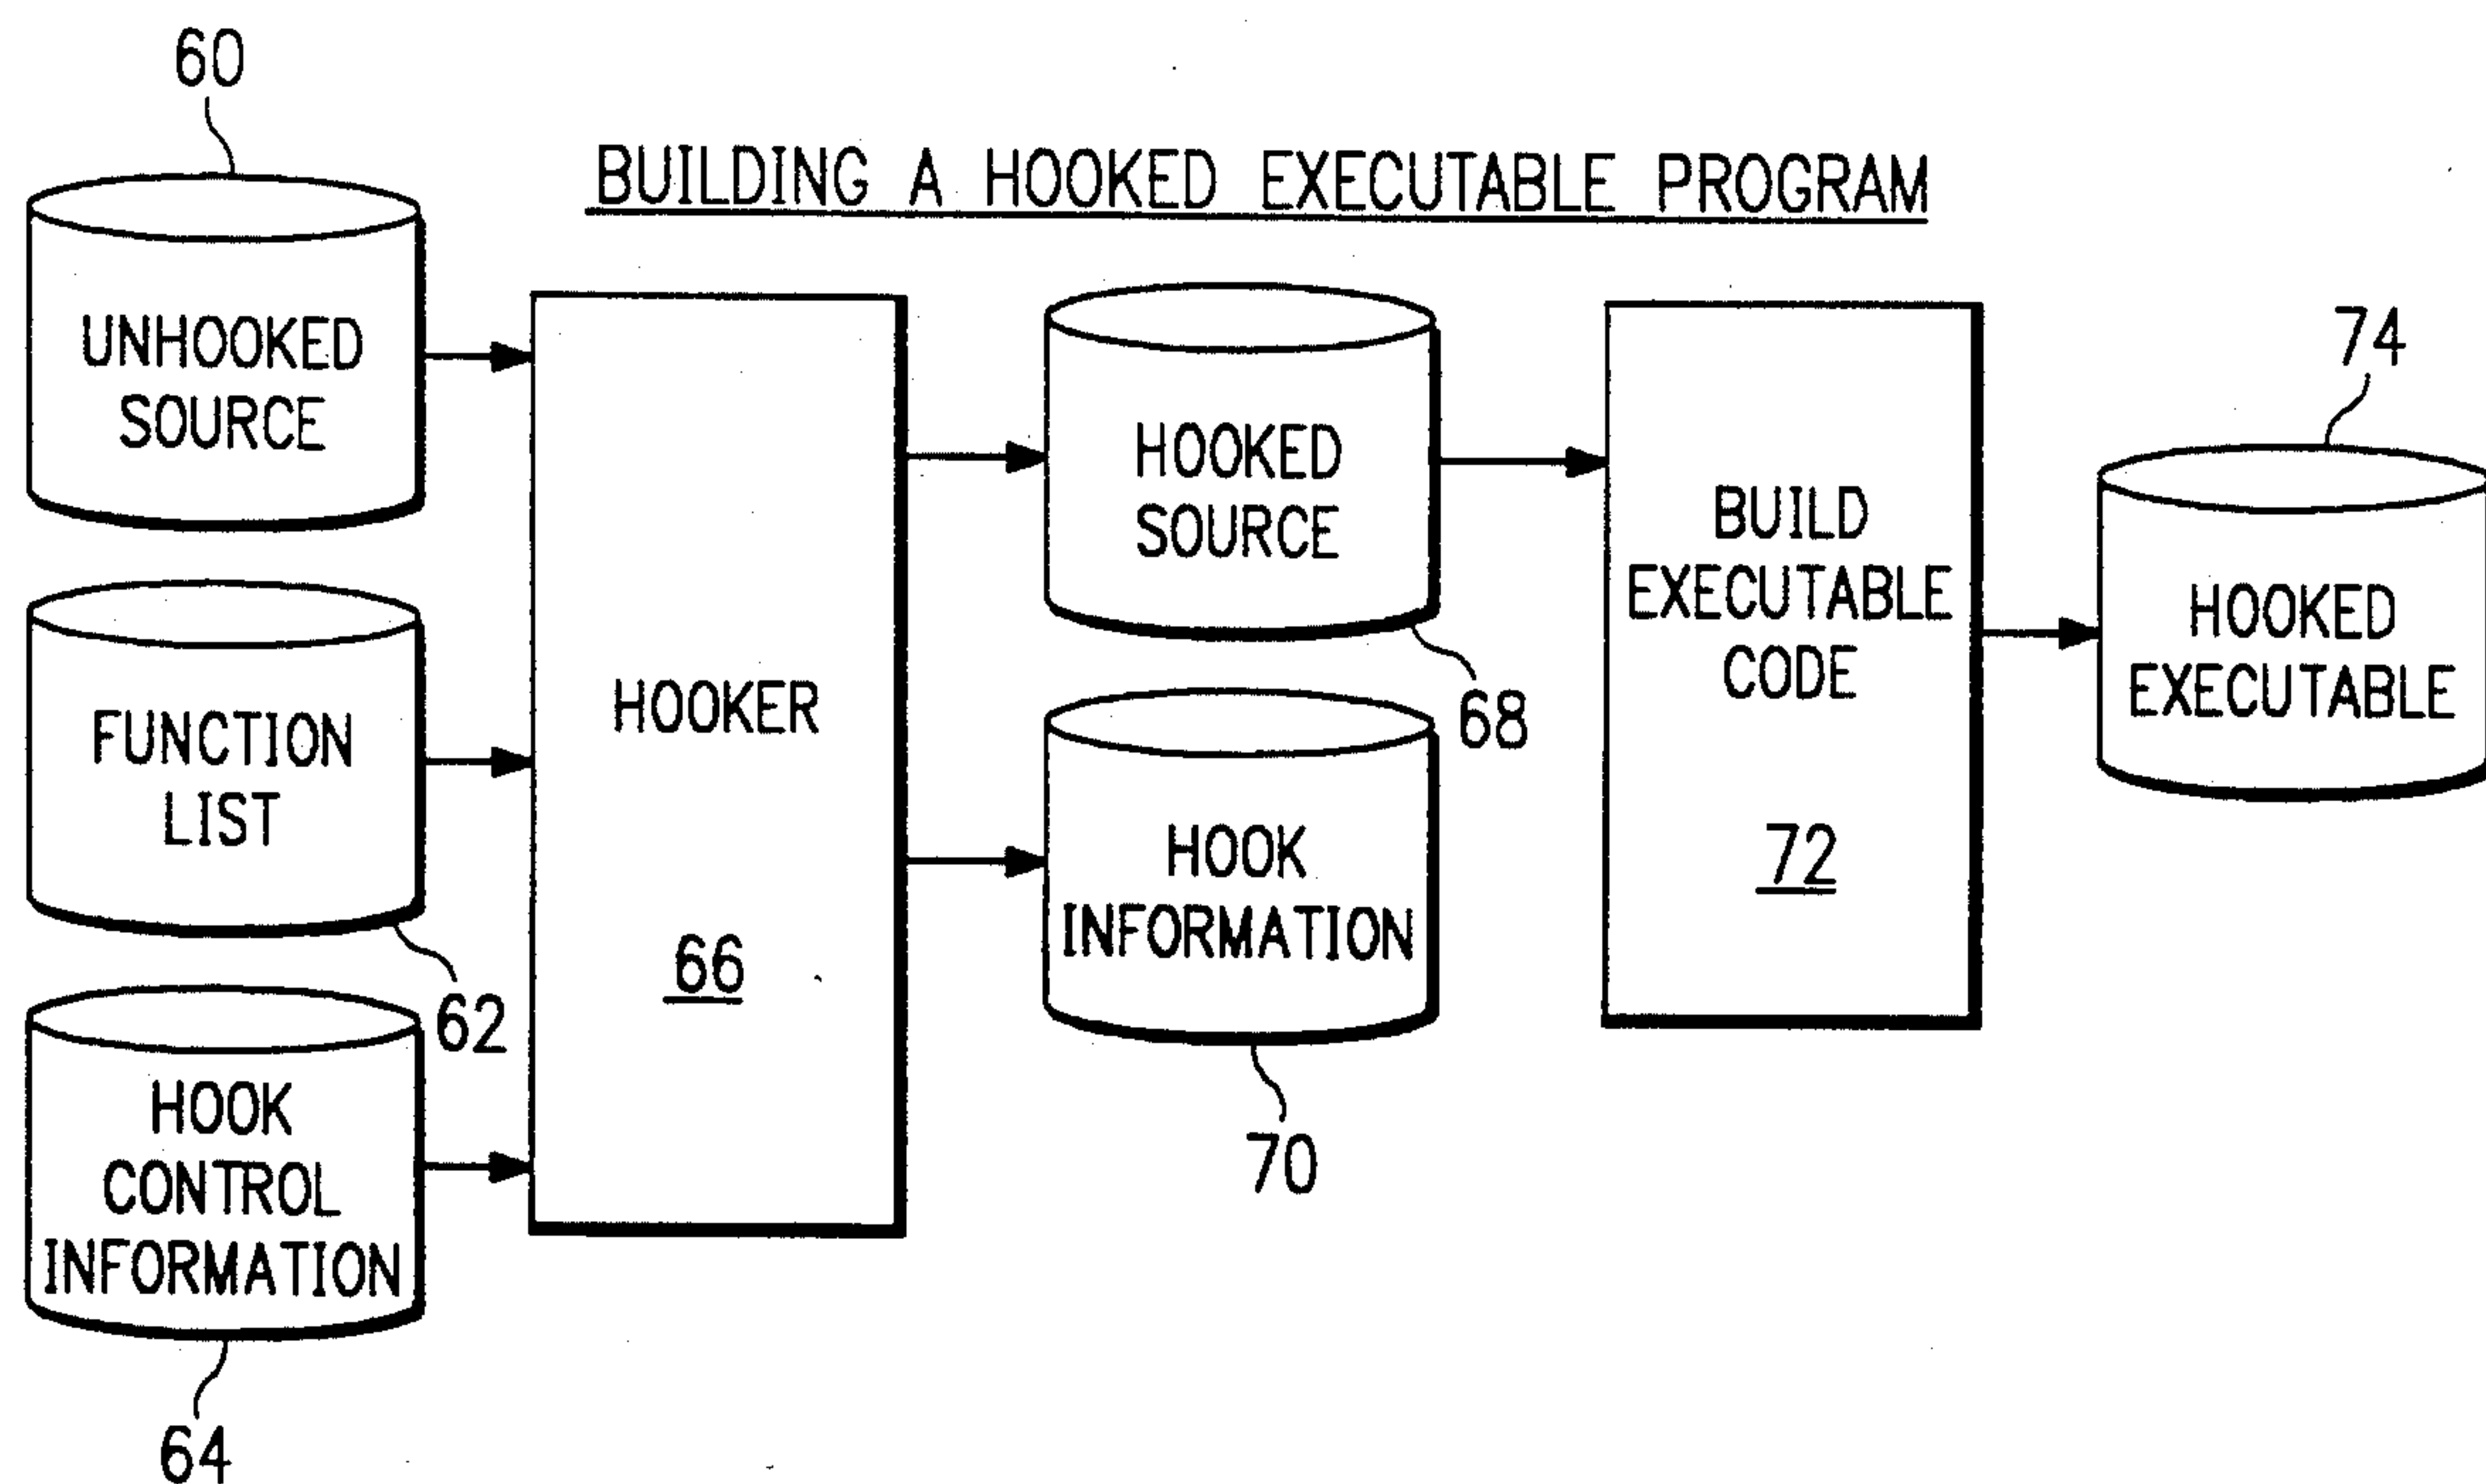 60
BUILDING A HOOKED EXECUTABLE PROGRAM
UNHOOKED
SOURCE
FUNCTION
LIST
62
HOOK
CONTROL
INFORMATION
64
HOOKER
66
HOOKED
SOURCE
68
HOOK
INFORMATION
70
BUILD
EXECUTABLE
CODE
72
74
HOOKED
EXECUTABLE